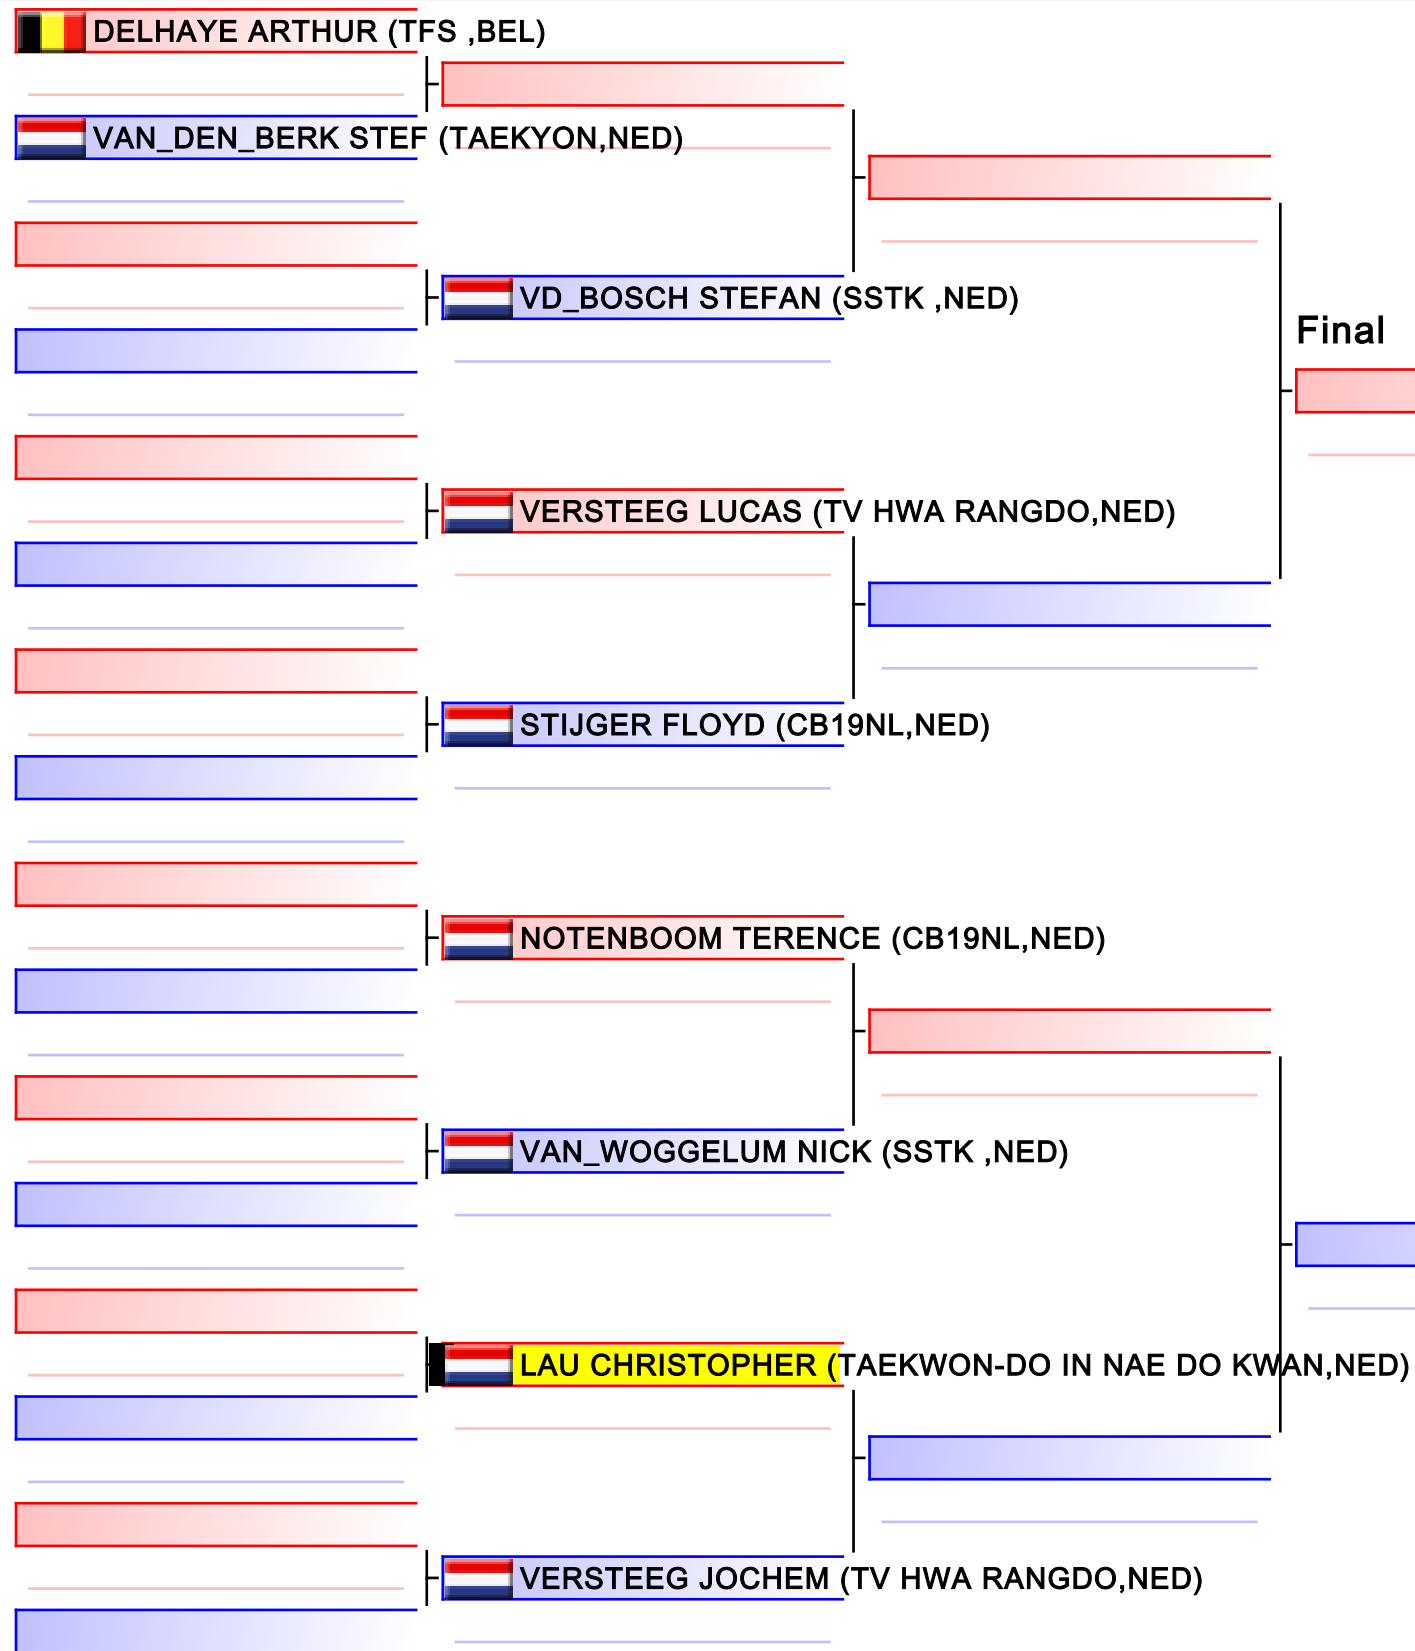 DELHAYE ARTHUR (TFS ,BEL)
VAN_DEN_BERK STEF (TAEKYON,NED)
VD_BOSCH STEFAN (SSTK ,NED)
Final
VERSTEEG LUCAS (TV HWA RANGDO,NED)
STIJGER FLOYD (CB19NL,NED)
NOTENBOOM TERENCE (CB19NL,NED)
VAN_WOGGELUM NICK (SSTK ,NED)
LAU CHRISTOPHER (TAEKWON-DO IN NAE DO KWAN,NED)
VERSTEEG JOCHEM (TV HWA RANGDO,NED)